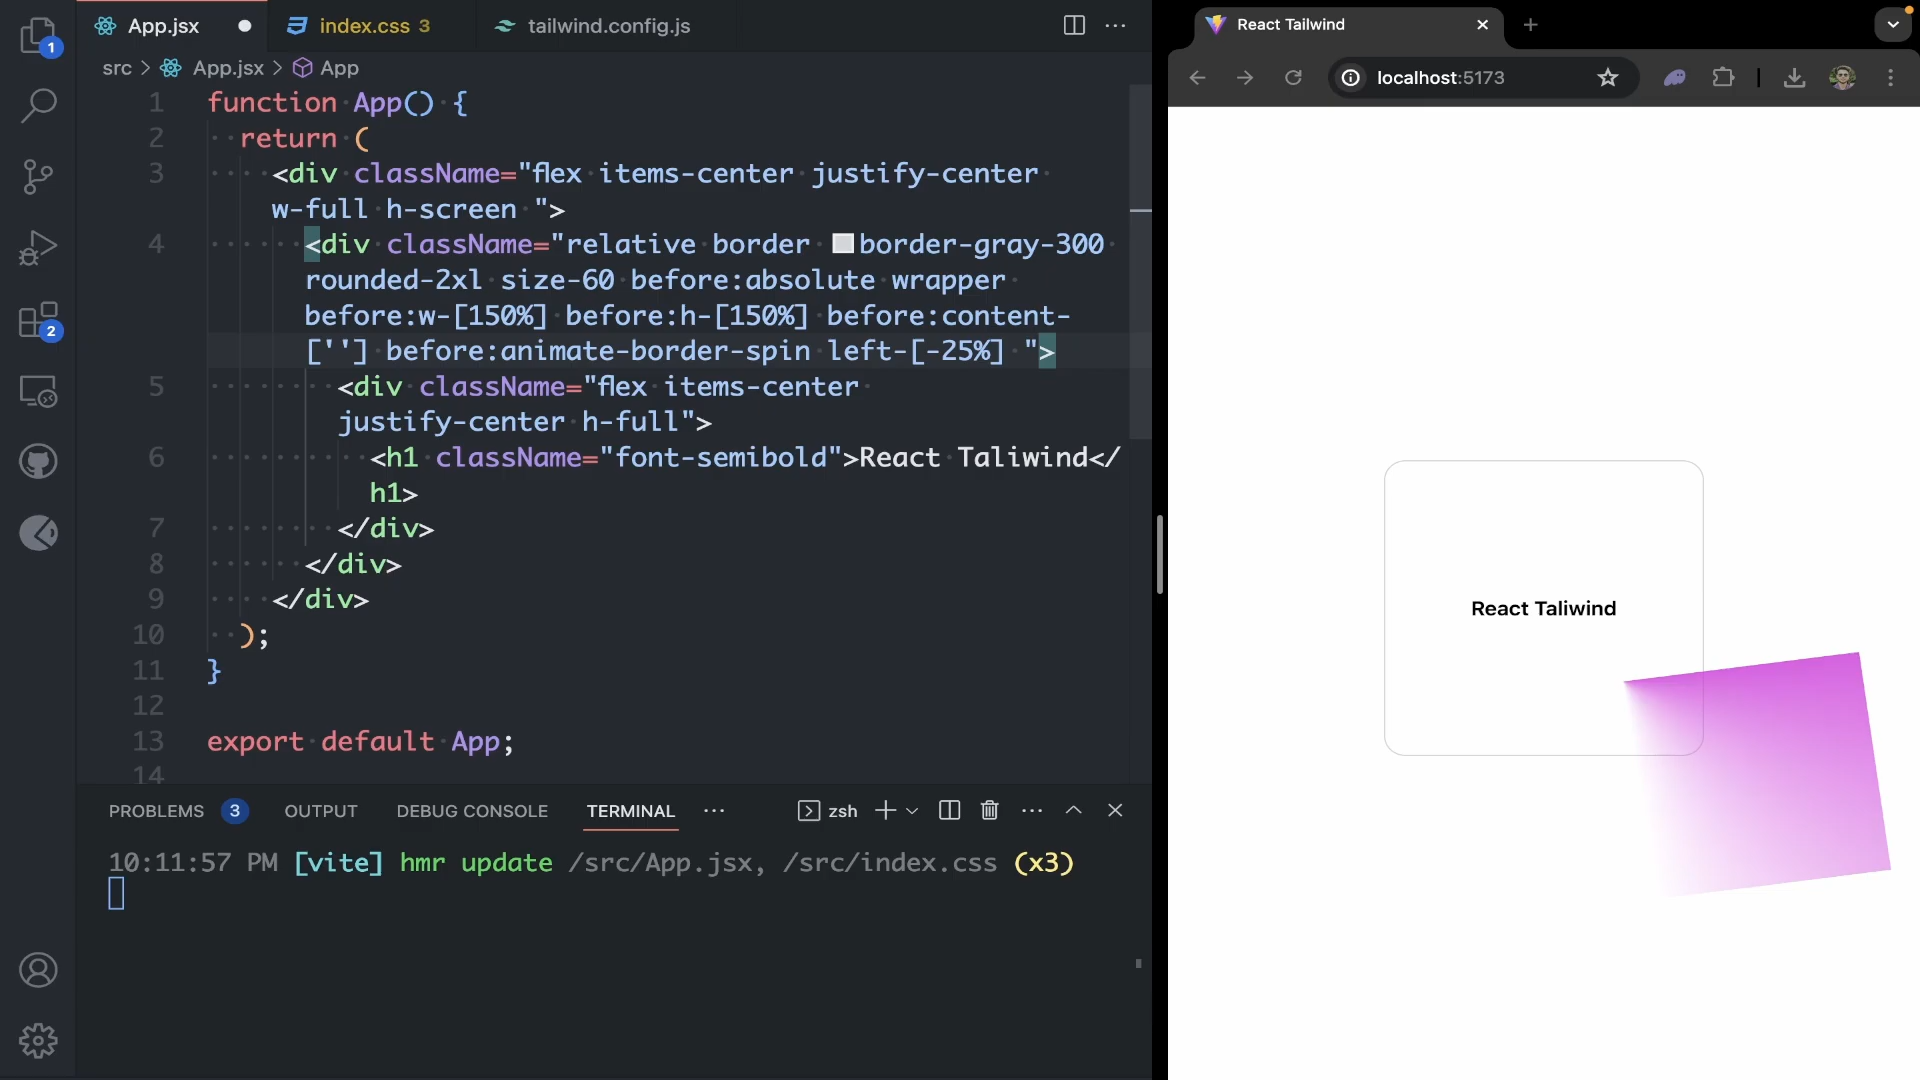 1
App.jsx
index.css 3
tailwind.config.js
src > App.jsx > App
1 function App() {
2 return (
3 <div className="flex items-center justify-center
w-full h-screen ">
4 <div className="relative border border-gray-300
rounded-2xl size-60 before:absolute wrapper
before:w-[150%] before:h-[150%] before:content-
[''] before:animate-border-spin left-[-25%] ">
5 <div className="flex items-center
justify-center h-full">
6 <h1 className="font-semibold">React Taliwind</
h1>
7 </div>
8 </div>
9 </div>
10 );
11 }
12
13 export default App;
14
2
PROBLEMS 3 OUTPUT DEBUG CONSOLE TERMINAL ··· zsh
10:11:57 PM [vite] hmr update /src/App.jsx, /src/index.css (x3)
React Tailwind
localhost:5173
React Taliwind